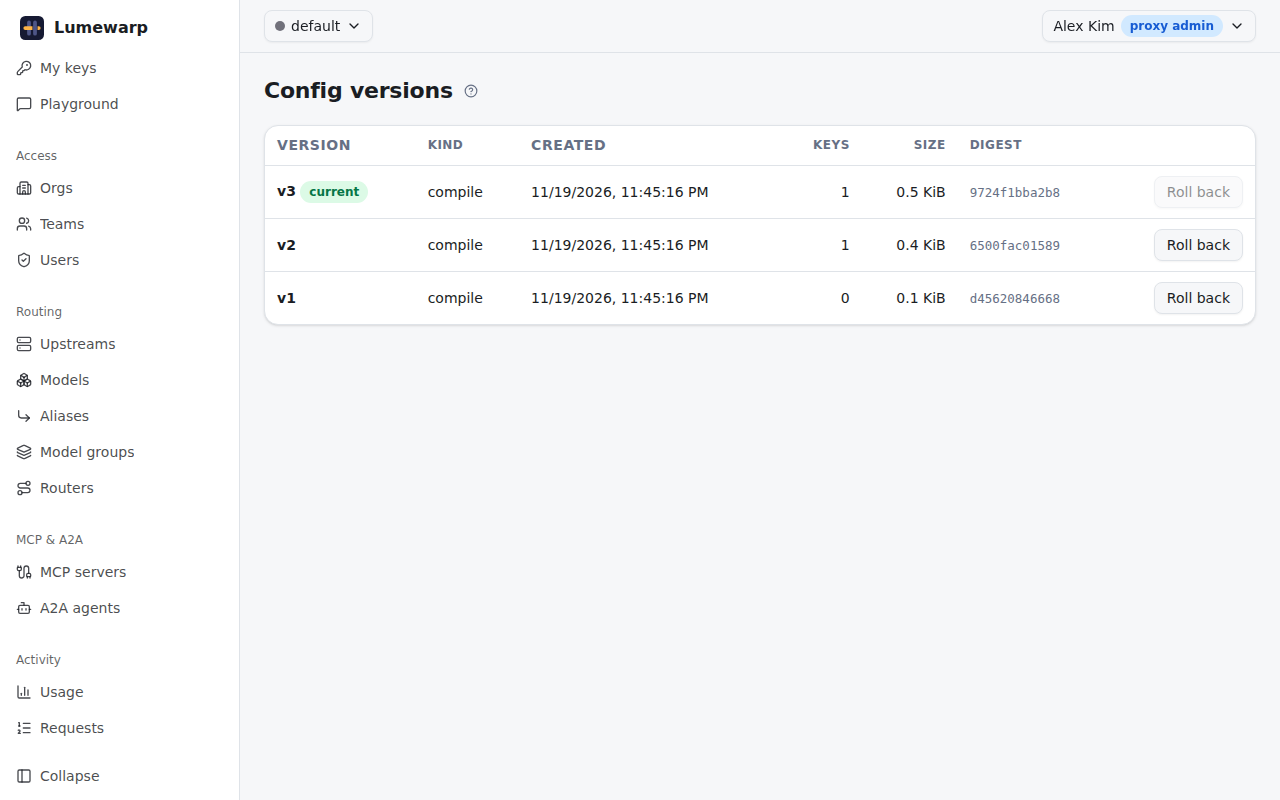 Lumewarp
My keys
Playground
Access
Orgs
Teams
Users
Routing
Upstreams
Models
Aliases
Model groups
Routers
MCP & A2A
MCP servers
A2A agents
Activity
Usage
Requests
Collapse
default
Alex Kim proxy admin
Config versions
VERSION KIND CREATED KEYS SIZE DIGEST
v3 current compile 11/19/2026, 11:45:16 PM 1 0.5 KiB 9724f1bba2b8 Roll back
v2 compile 11/19/2026, 11:45:16 PM 1 0.4 KiB 6500fac01589 Roll back
v1 compile 11/19/2026, 11:45:16 PM 0 0.1 KiB d45620846668 Roll back